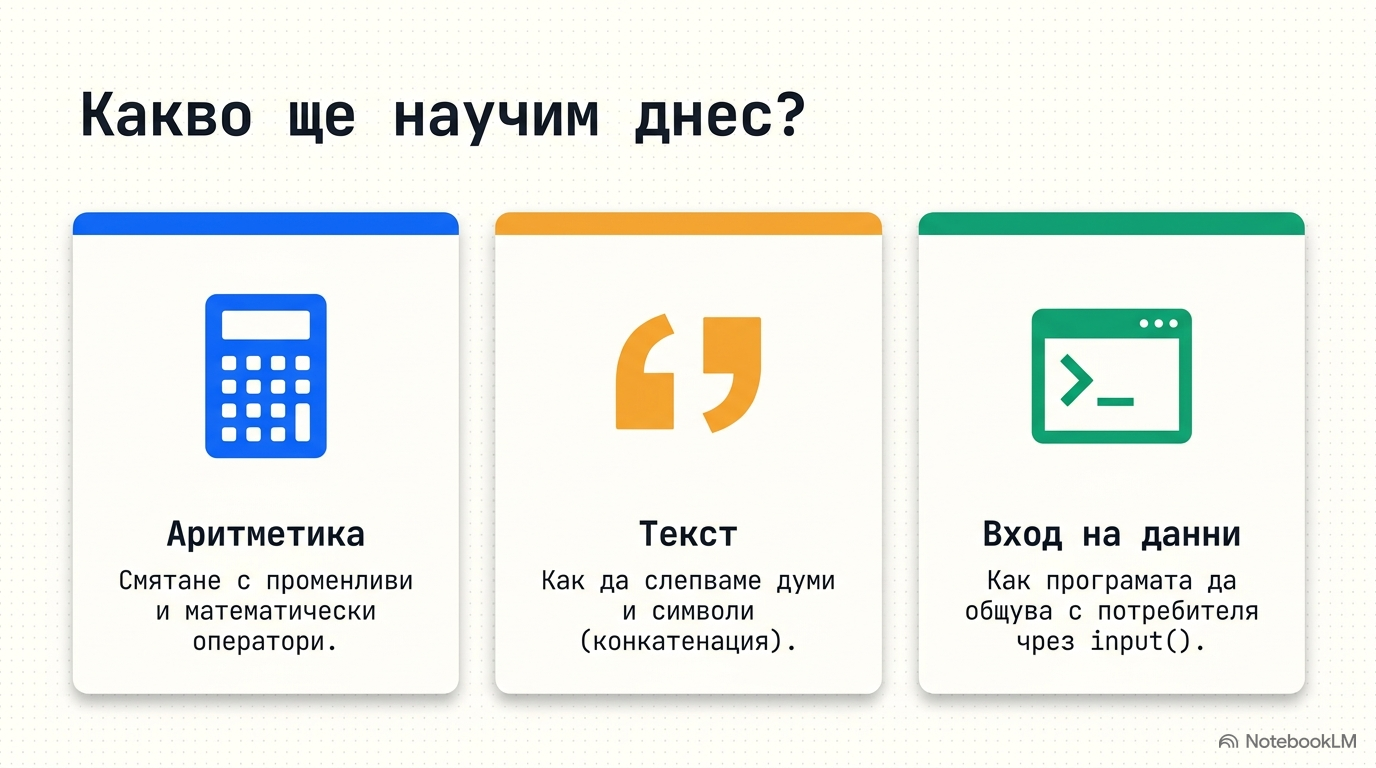 Какво ще научим днес?
Аритметика
Смятане с променливи
и математически
оператори.
Текст
Как да слепваме думи
и символи
(конкатенация).
Вход на данни
Как програмата да
общува с потребителя
чрез input().
NotebookLM